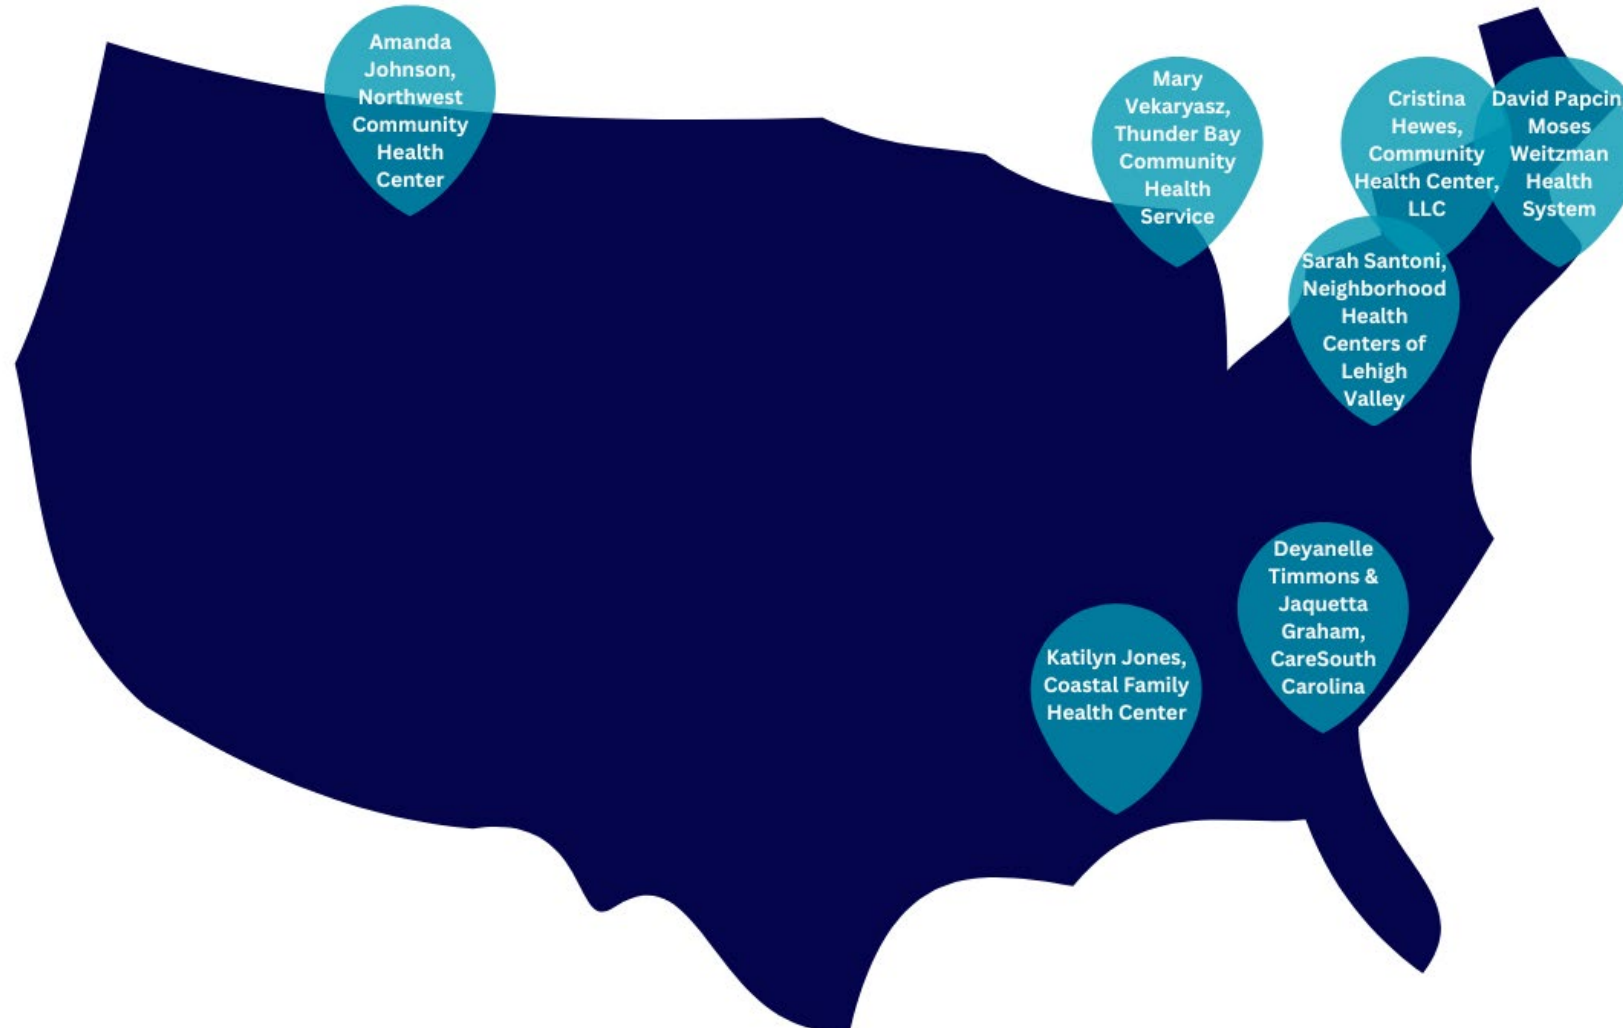 Amanda
Johnson,
Northwest
Community
Health
Center
Mary
Vekaryasz,
Thunder Bay
Community
Health
Service
Cristina
Hewes,
Community
Health Center,
LLC
David Papcin
Moses
Weitzman
Health
System
Sarah Santoni,
Neighborhood
Health
Centers of
Lehigh
Valley
Deyanelle
Timmons &
Jaquetta
Graham,
CareSouth
Carolina
Katilyn Jones,
Coastal Family
Health Center